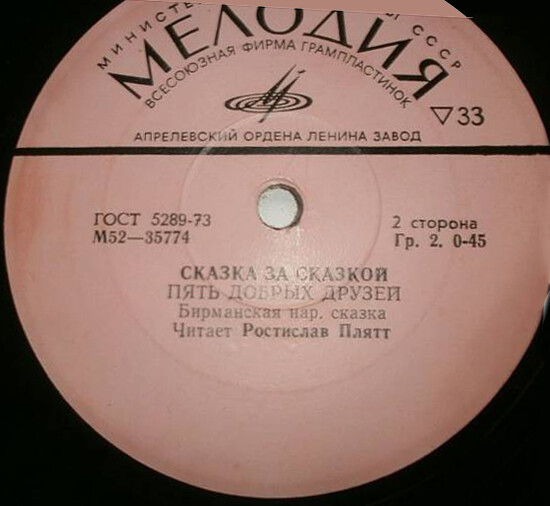 МИНИСТЕ Ы СССР
МЕЛОДИЯ
ВСЕСОЮЗНАЯ ФИРМА ГРАМПЛАСТИНОК
▽33
АПРЕЛЕВСКИЙ ОРДЕНА ЛЕНИНА ЗАВОД
ГОСТ 5289-73
М52—35774
2 сторона
Гр. 2. 0-45
СКАЗКА ЗА СКАЗКОЙ
ПЯТЬ ДОБРЫХ ДРУЗЕЙ
Бирманская нар. сказка
Читает Ростислав Плятт